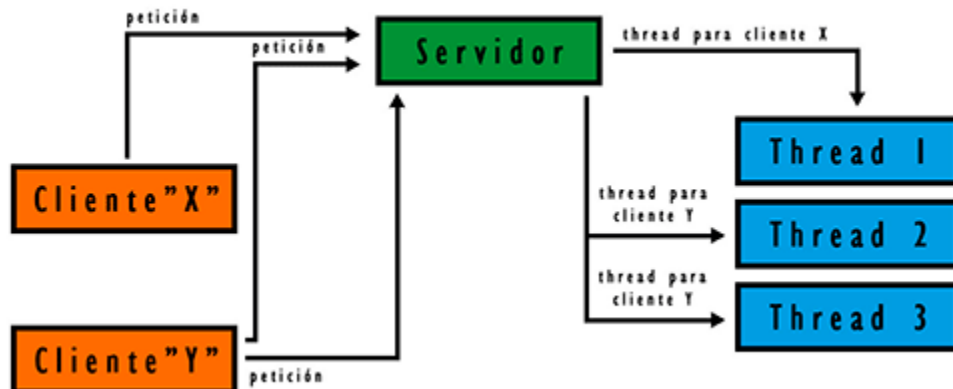 petición
petición
Servidor
thread para cliente X
Thread 1
Cliente"X"
thread para
cliente Y
Thread 2
thread para
cliente Y
Thread 3
Cliente"Y"
petición